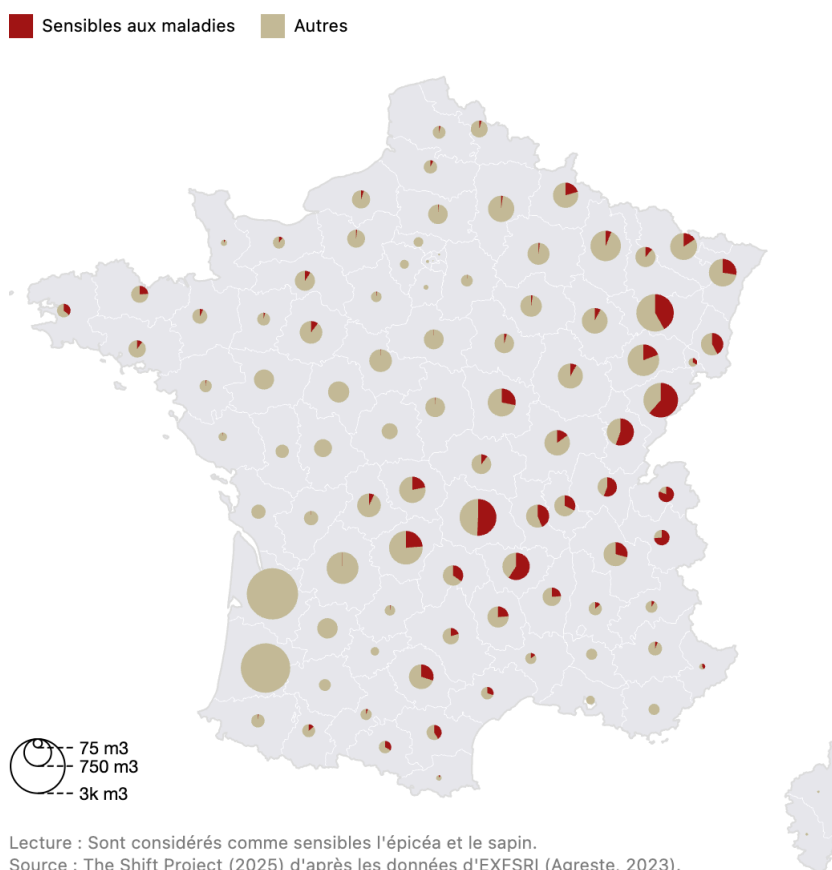 Sensibles aux maladies
Autres
75 m3
750 m3
3k m3
Lecture : Sont considérés comme sensibles l'épicéa et le sapin.
Source : The Shift Project (2025) d'après les données d'EXFSRI (Agreste, 2023).